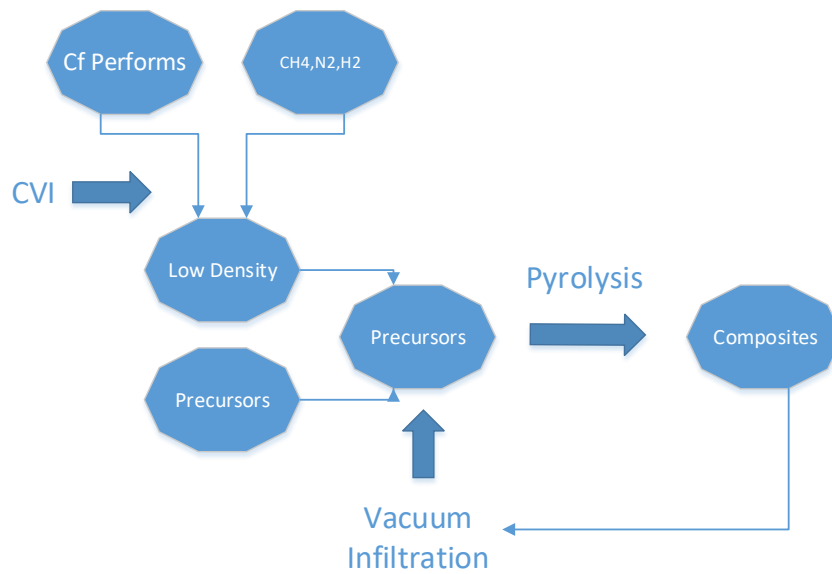 Cf Performs
CH4,N2,H2
CVI
Low Density
Pyrolysis
Precursors
Composites
Precursors
Vacuum
Infiltration